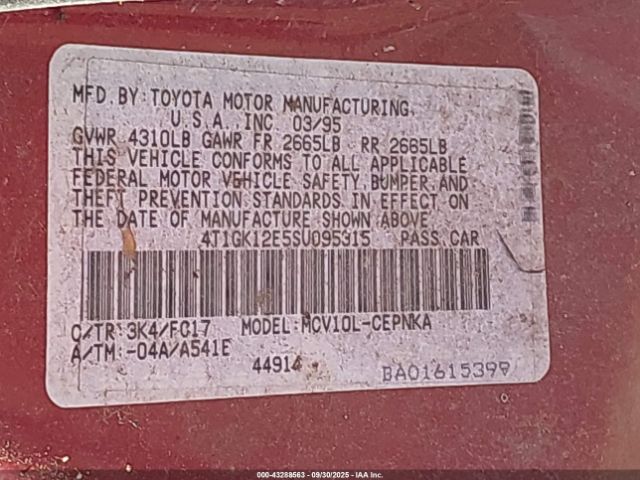 MFD. BY: TOYOTA MOTOR MANUFACTURING,
U.S.A., INC. 03/95
GVWR 4310LB GAWR FR 2665LB RR 2665LB
THIS VEHICLE CONFORMS TO ALL APPLICABLE
FEDERAL MOTOR VEHICLE SAFETY, BUMPER, AND
THEFT PREVENTION STANDARDS IN EFFECT ON
THE DATE OF MANUFACTURE SHOWN ABOVE
4T1GK12E5SU095315 PASS. CAR
C/TR: 3K4/FC17 MODEL: MCV10L-CEPNKA
A/TM: -04A/A541E
44914
BA01615399
000-43288563 - 09/30/2025 - IAA Inc.